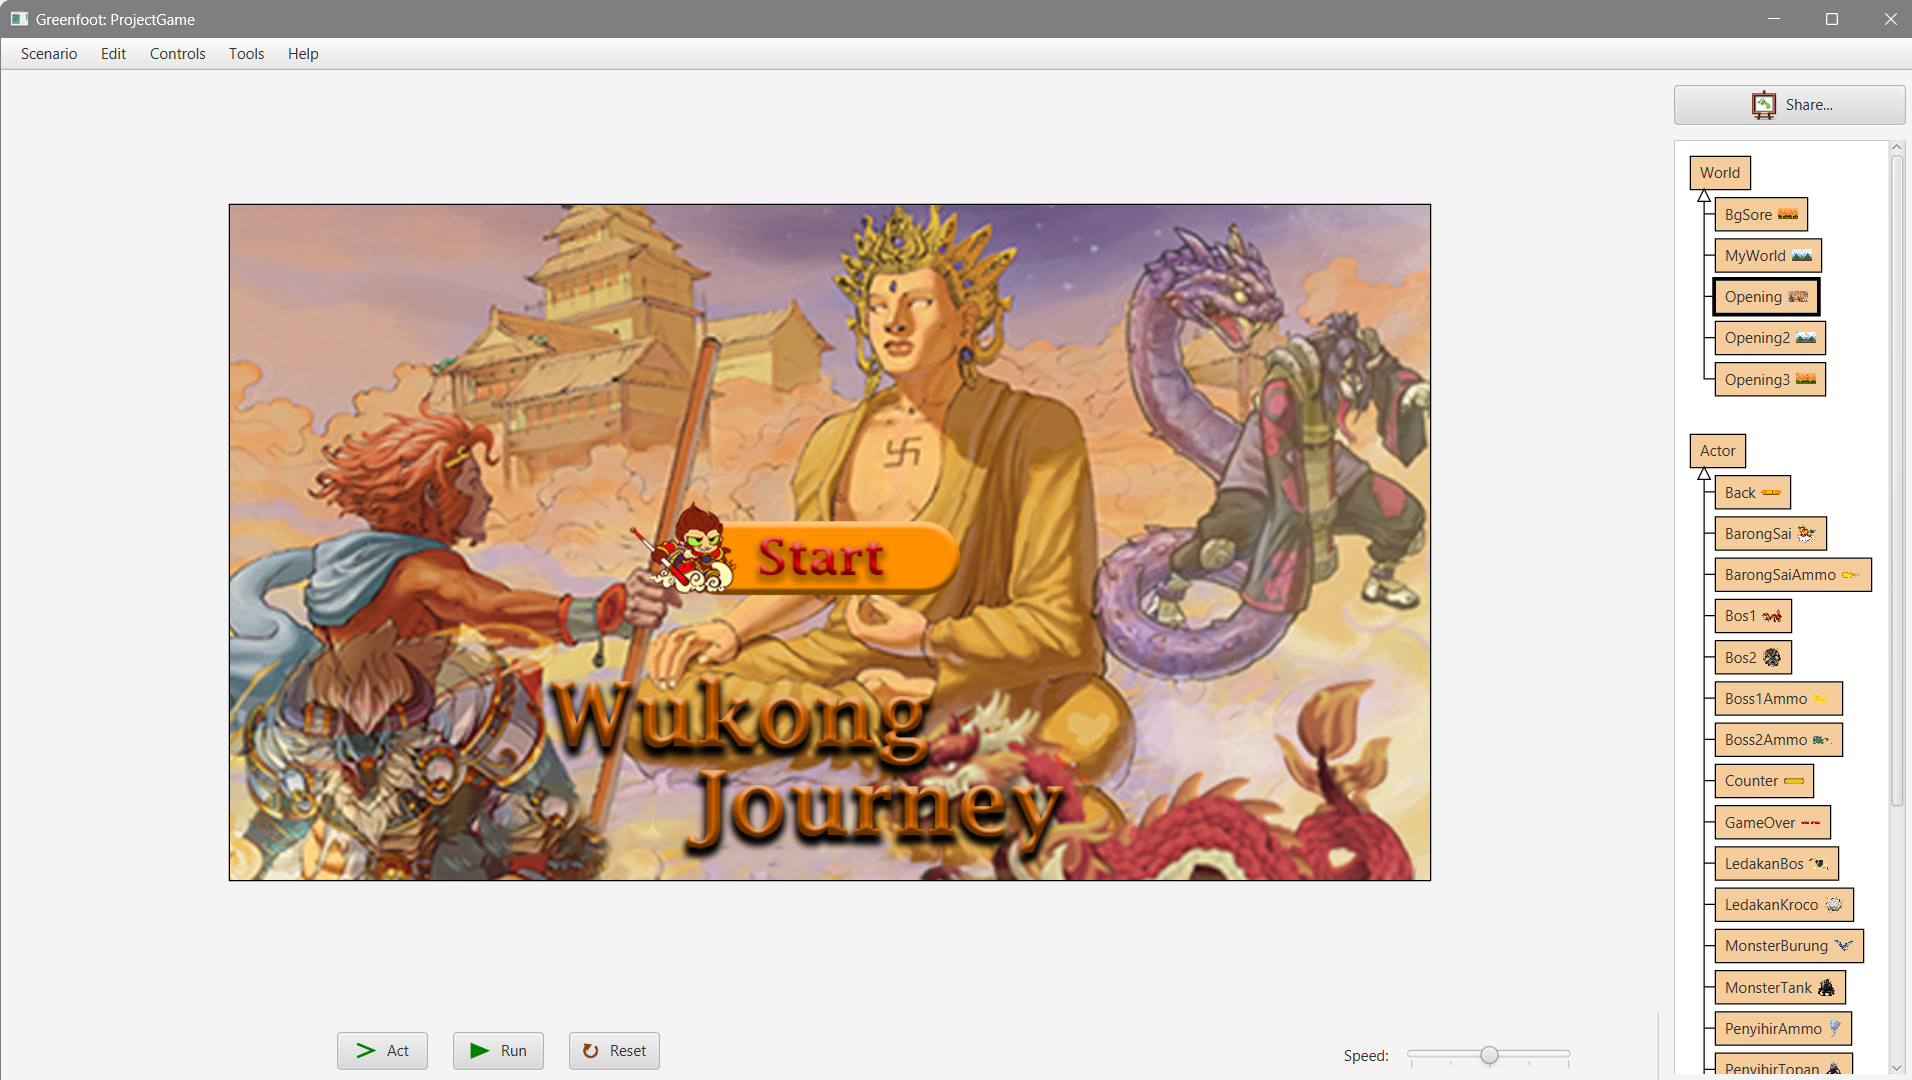 Greenfoot: ProjectGame
Scenario Edit Controls Tools Help
Share...
World
BgSore
MyWorld
Opening
Opening2
Opening3
Actor
Back
BarongSai
BarongSaiAmmo
Bos1
Bos2
Boss1Ammo
Boss2Ammo
Counter
GameOver
LedakanBos
LedakanKroco
MonsterBurung
MonsterTank
PenyihirAmmo
PenyihirTopan
Start
Wukong
Journey
Act Run Reset Speed: